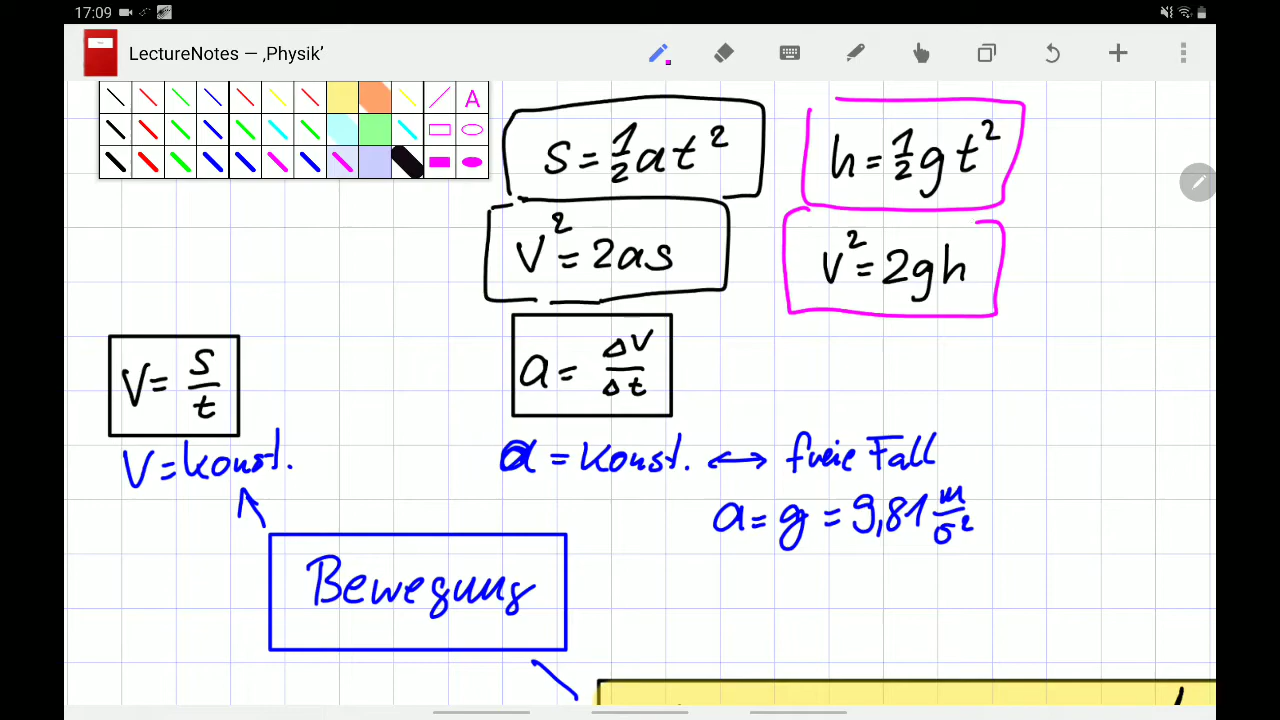 17:09
LectureNotes — ‚Physik‘
A
s = 1/2 a t²
h = 1/2 g t²
V² = 2as
v² = 2gh
a = ΔV/Δt
V = s/t
V = konst.
a = konst. ↔ freie Fall
a = g = 9,81 m/s²
Bewegung